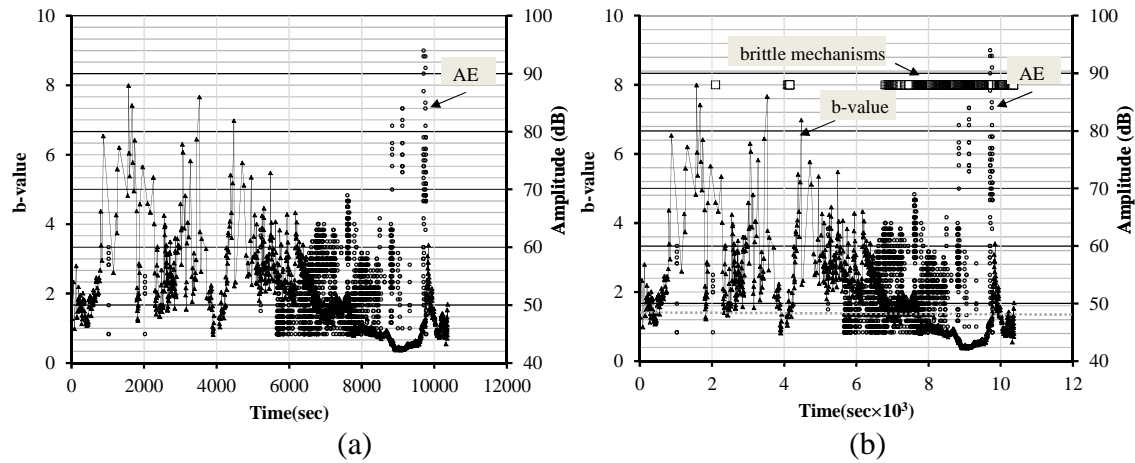 10
8
6
4
2
0
b-value
100
90
80
70
60
50
40
Amplitude (dB)
AE
0 2000 4000 6000 8000 10000 12000
Time(sec)
(a)
10
8
6
4
2
0
b-value
100
90
80
70
60
50
40
Amplitude (dB)
brittle mechanisms
AE
b-value
0 2 4 6 8 10 12
Time(sec×10³)
(b)